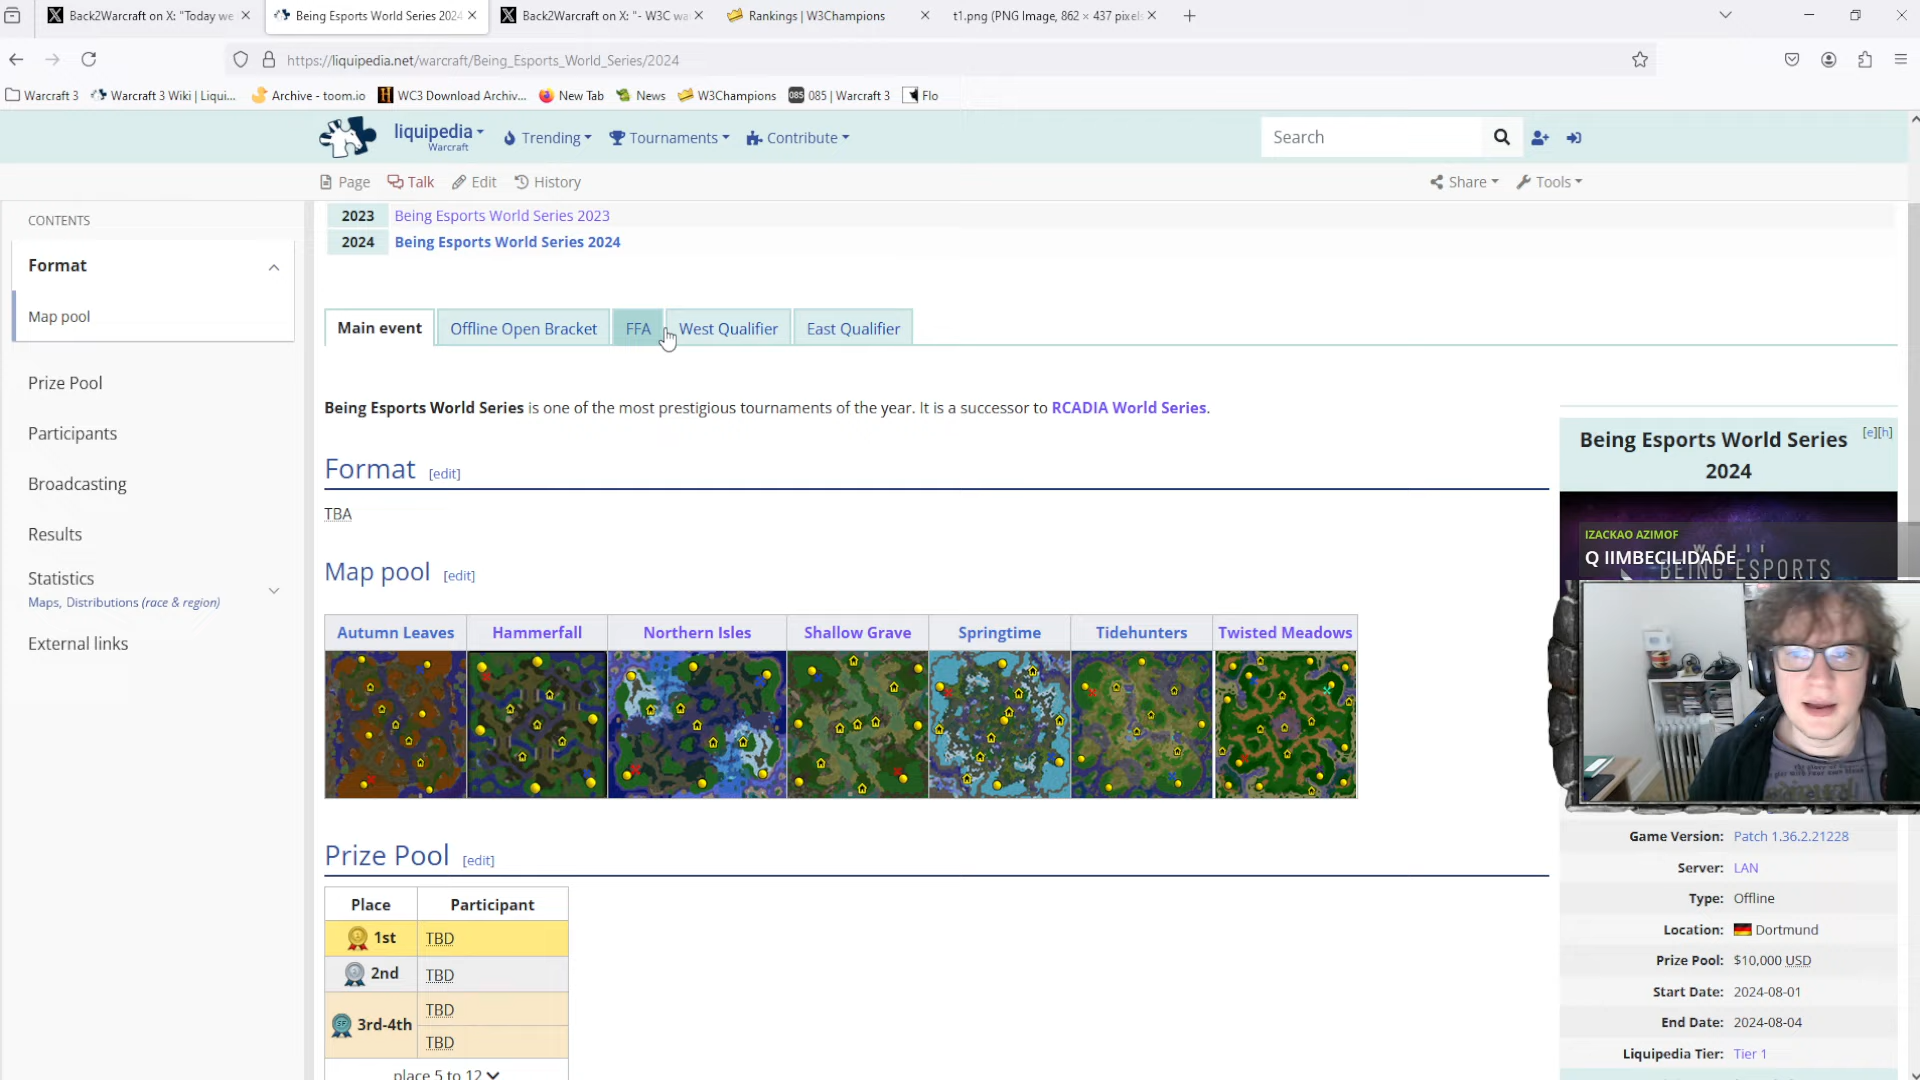 Back2Warcraft on X: "Today we
Being Esports World Series 2024
Back2Warcraft on X: "- W3C wa
Rankings | W3Champions
t1.png (PNG Image, 862 × 437 pixels
https://liquipedia.net/warcraft/Being_Esports_World_Series/2024
Warcraft 3
Warcraft 3 Wiki | Liqui...
Archive - toom.io
WC3 Download Archiv...
New Tab
News
W3Champions
085 | Warcraft 3
Flo
liquipedia
Warcraft
Trending
Tournaments
Contribute
Search
Page
Talk
Edit
History
Share
Tools
CONTENTS
Format
Map pool
Prize Pool
Participants
Broadcasting
Results
Statistics
Maps, Distributions (race & region)
External links
2023 Being Esports World Series 2023
2024 Being Esports World Series 2024
Main event
Offline Open Bracket
FFA
West Qualifier
East Qualifier
Being Esports World Series is one of the most prestigious tournaments of the year. It is a successor to RCADIA World Series.
Format [edit]
TBA
Map pool [edit]
Autumn Leaves
Hammerfall
Northern Isles
Shallow Grave
Springtime
Tidehunters
Twisted Meadows
Prize Pool [edit]
Place Participant
1st TBD
2nd TBD
3rd-4th TBD
TBD
place 5 to 12
Being Esports World Series [e][h]
2024
IZACKAO AZIMOF
Q IIMBECILIDADE
BEING ESPORTS
Game Version: Patch 1.36.2.21228
Server: LAN
Type: Offline
Location: Dortmund
Prize Pool: $10,000 USD
Start Date: 2024-08-01
End Date: 2024-08-04
Liquipedia Tier: Tier 1